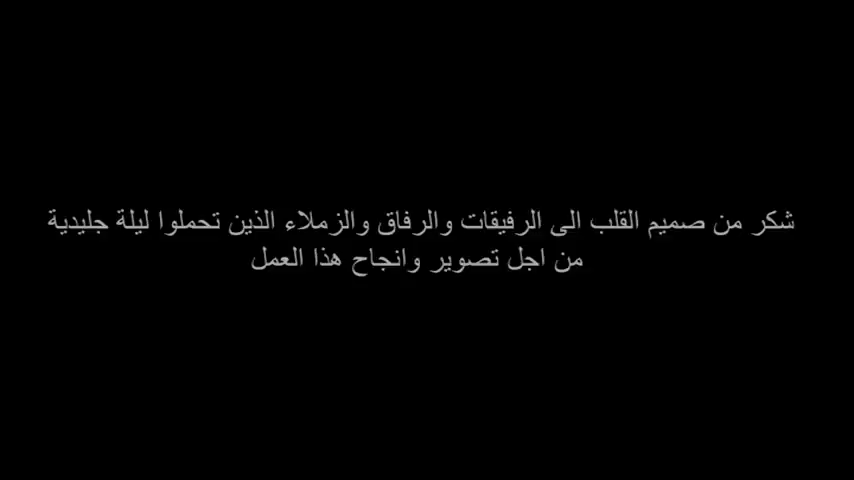 شكر من صميم القلب الى الرفيقات والرفاق والزملاء الذين تحملوا ليلة جليدية
من اجل تصوير وانجاح هذا العمل